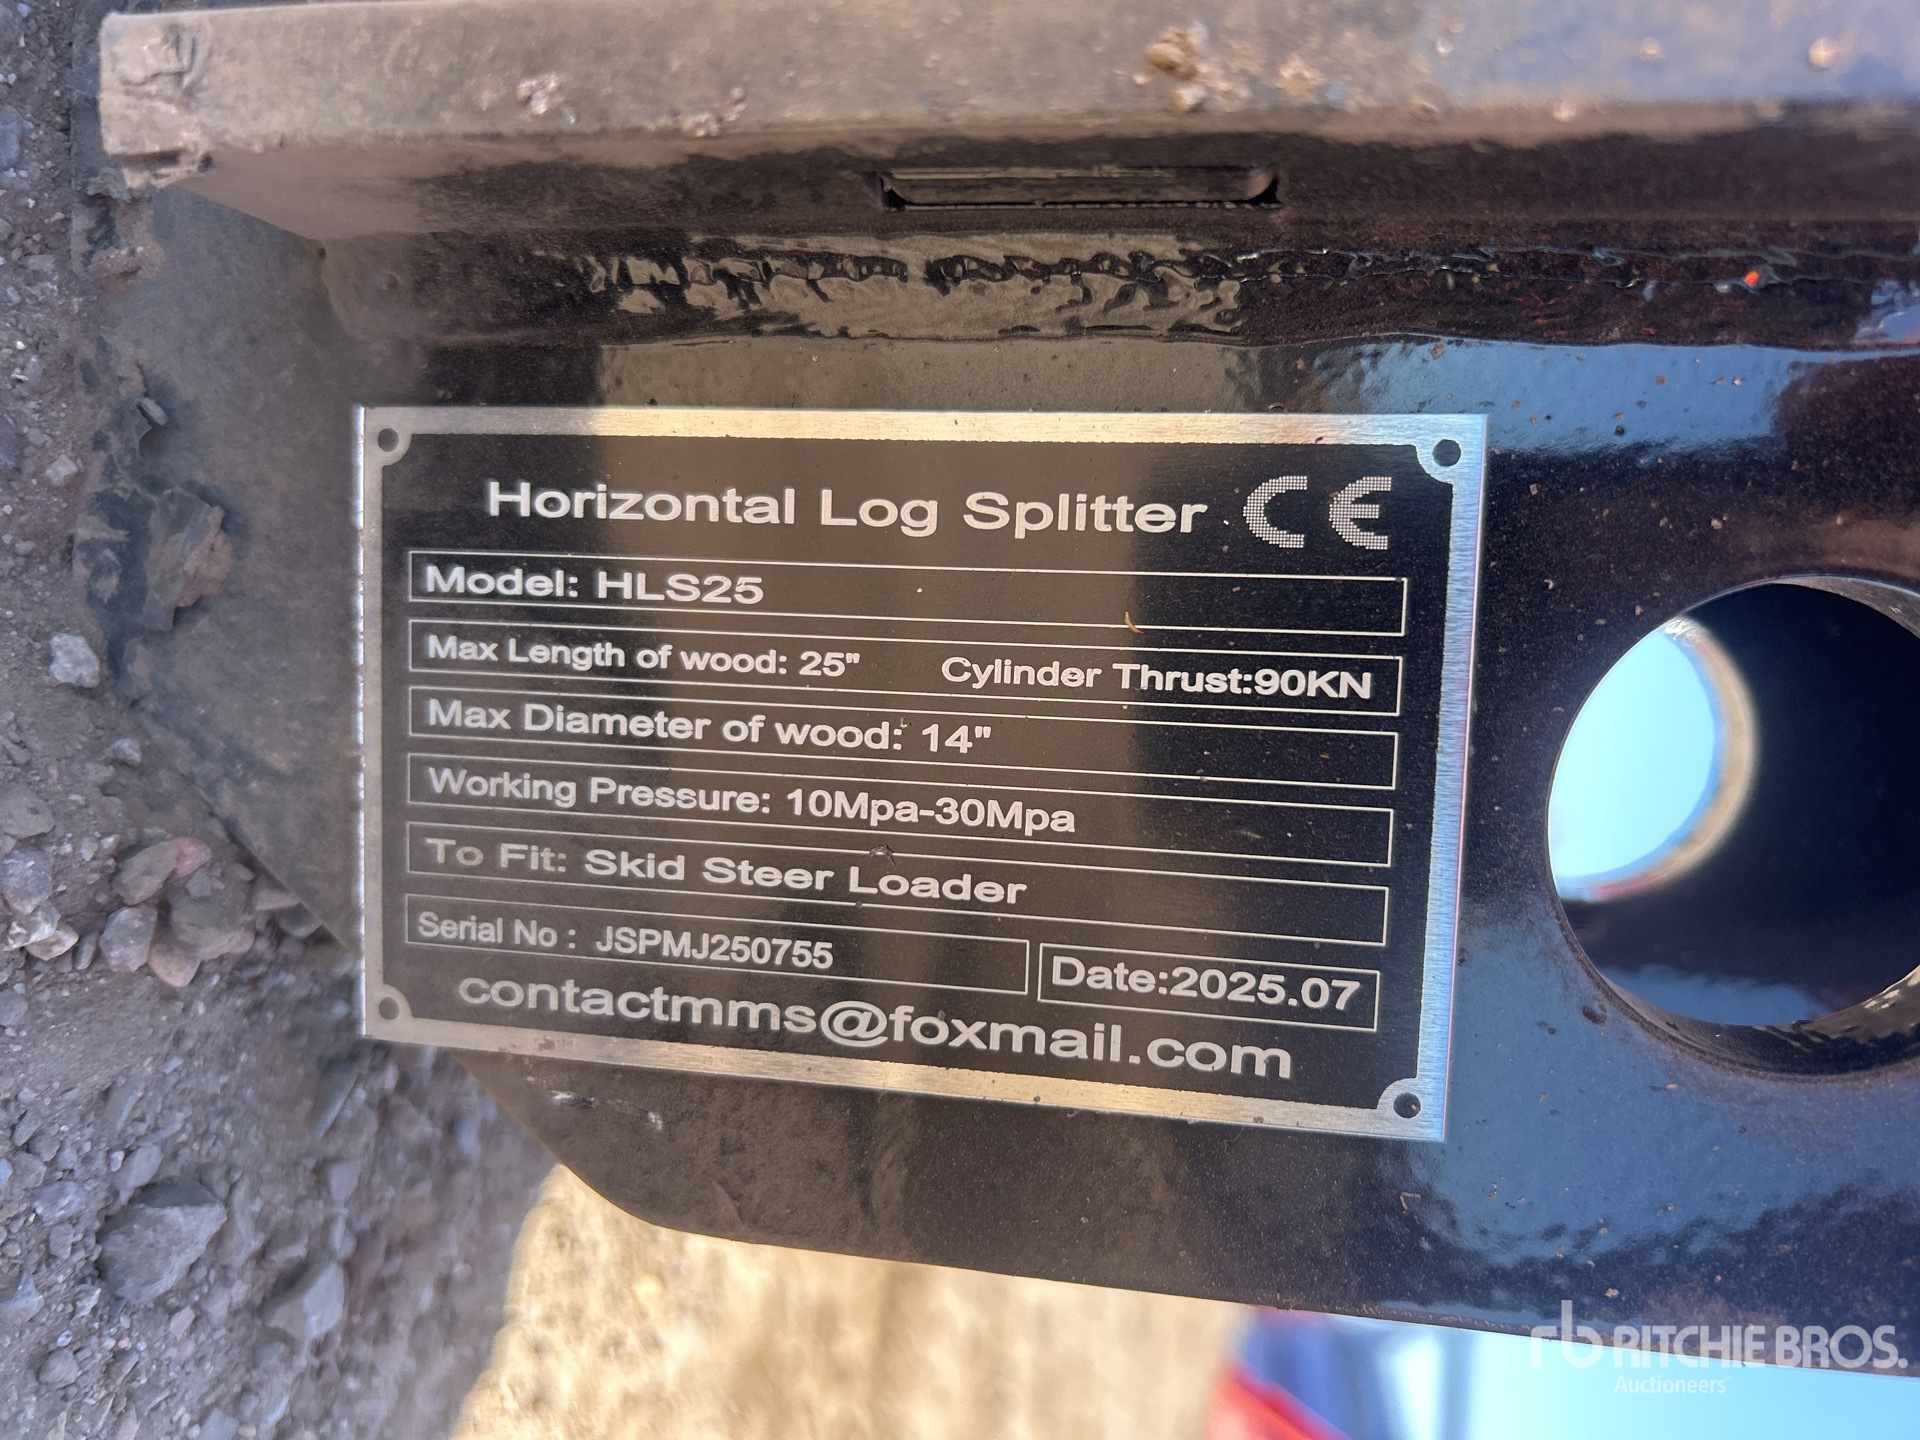 Horizontal Log Splitter CE
Model: HLS25
Max Length of wood: 25" Cylinder Thrust:90KN
Max Diameter of wood: 14"
Working Pressure: 10Mpa-30Mpa
To Fit: Skid Steer Loader
Serial No : JSPMJ250755 Date:2025.07
contactmms@foxmail.com
rb RITCHIE BROS.
Auctioneers